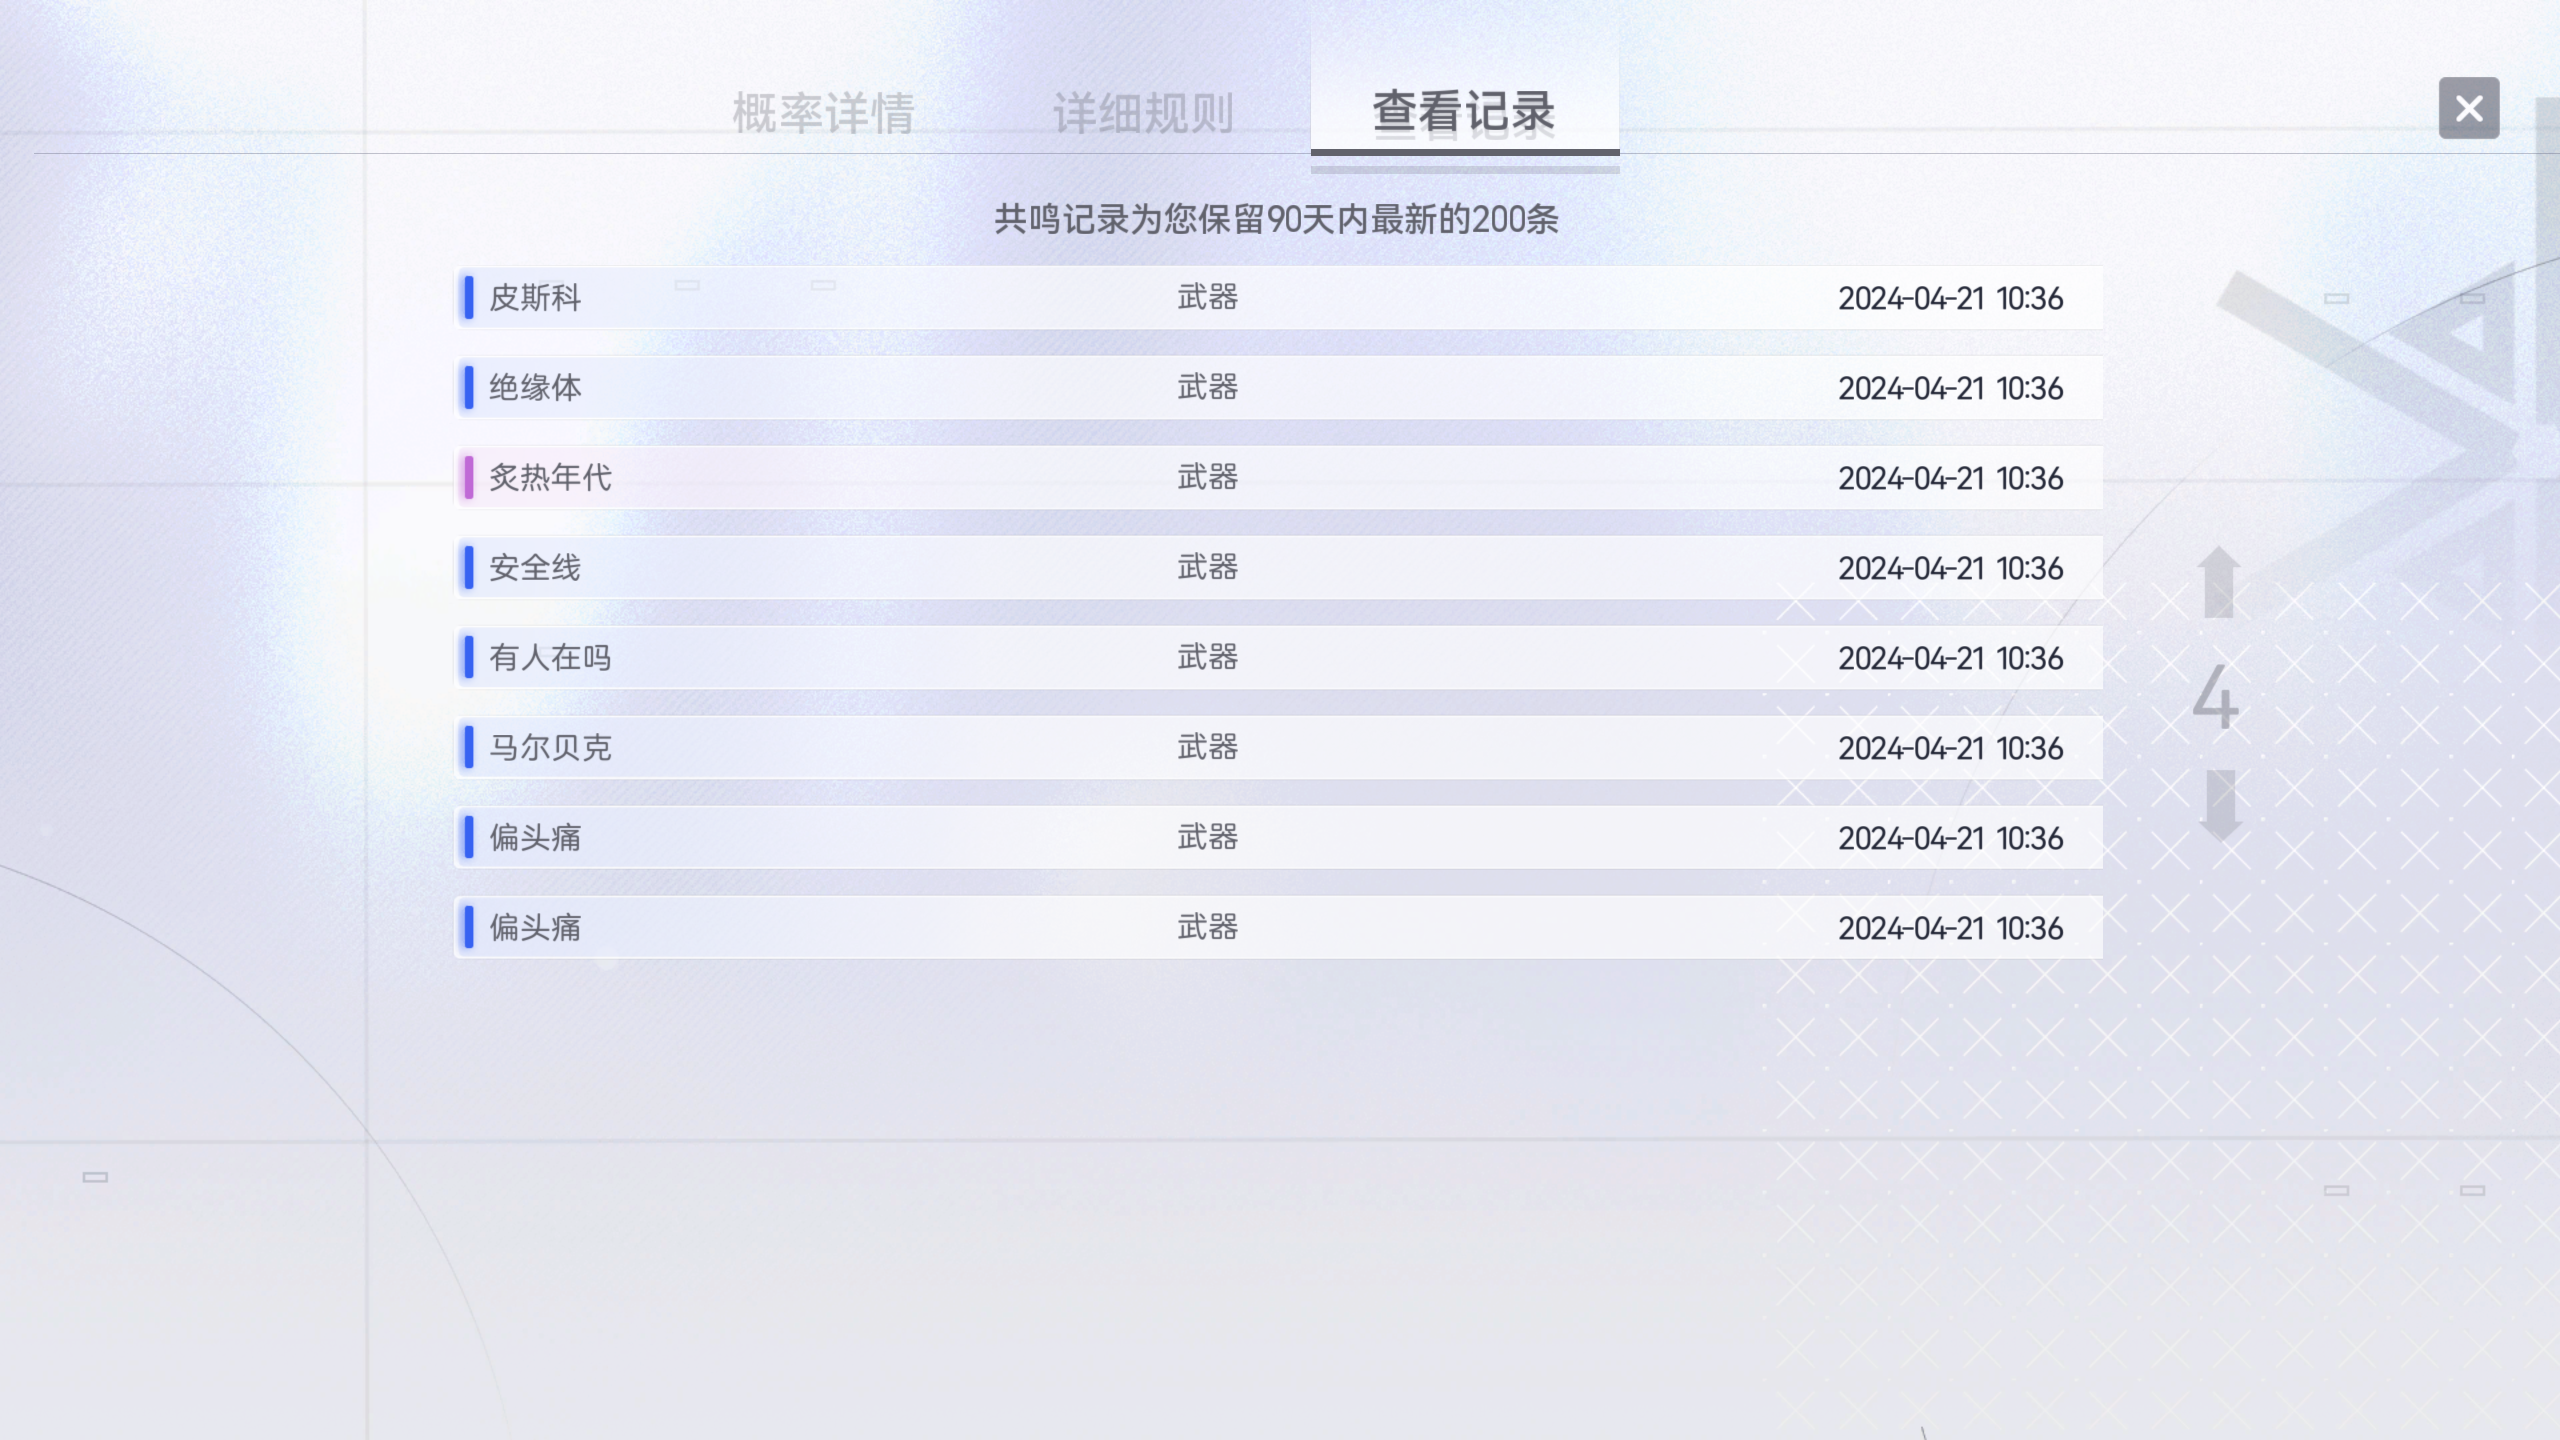 概率详情 详细规则 查看记录
共鸣记录为您保留90天内最新的200条
皮斯科 武器 2024-04-21 10:36
绝缘体 武器 2024-04-21 10:36
炙热年代 武器 2024-04-21 10:36
安全线 武器 2024-04-21 10:36
有人在吗 武器 2024-04-21 10:36
马尔贝克 武器 2024-04-21 10:36
偏头痛 武器 2024-04-21 10:36
偏头痛 武器 2024-04-21 10:36
4